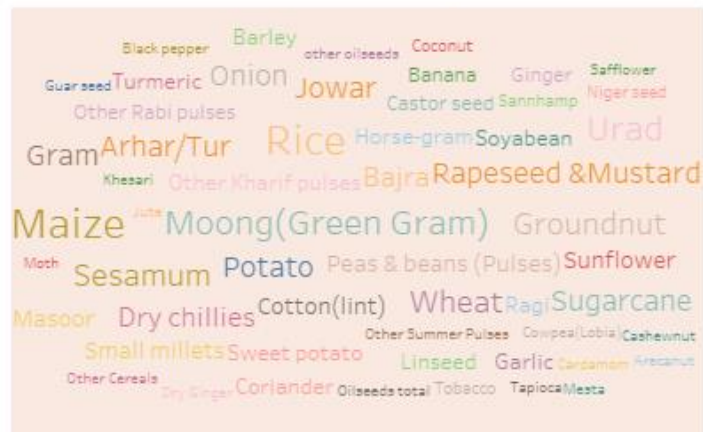 Barley
Black pepper
other oilseeds
Coconut
Guar seed Turmeric Onion Jowar Banana Ginger Safflower
Castor seed Sannhamp Niger seed
Other Rabi pulses
Gram Arhar/Tur Rice Horse-gram Soyabean Urad
Khesari Other Kharif pulses Bajra Rapeseed &Mustard
Maize Jute Moong(Green Gram) Groundnut
Moth Sesamum Potato Peas & beans (Pulses) Sunflower
Masoor Dry chillies Cotton(lint) Wheat Ragi Sugarcane
Other Summer Pulses Cowpea(Lobia) Cashewnut
Small millets Sweet potato Linseed Garlic Cardamom Arecanut
Other Cereals Dry Ginger Coriander Oilseeds total Tobacco Tapioca Mesta